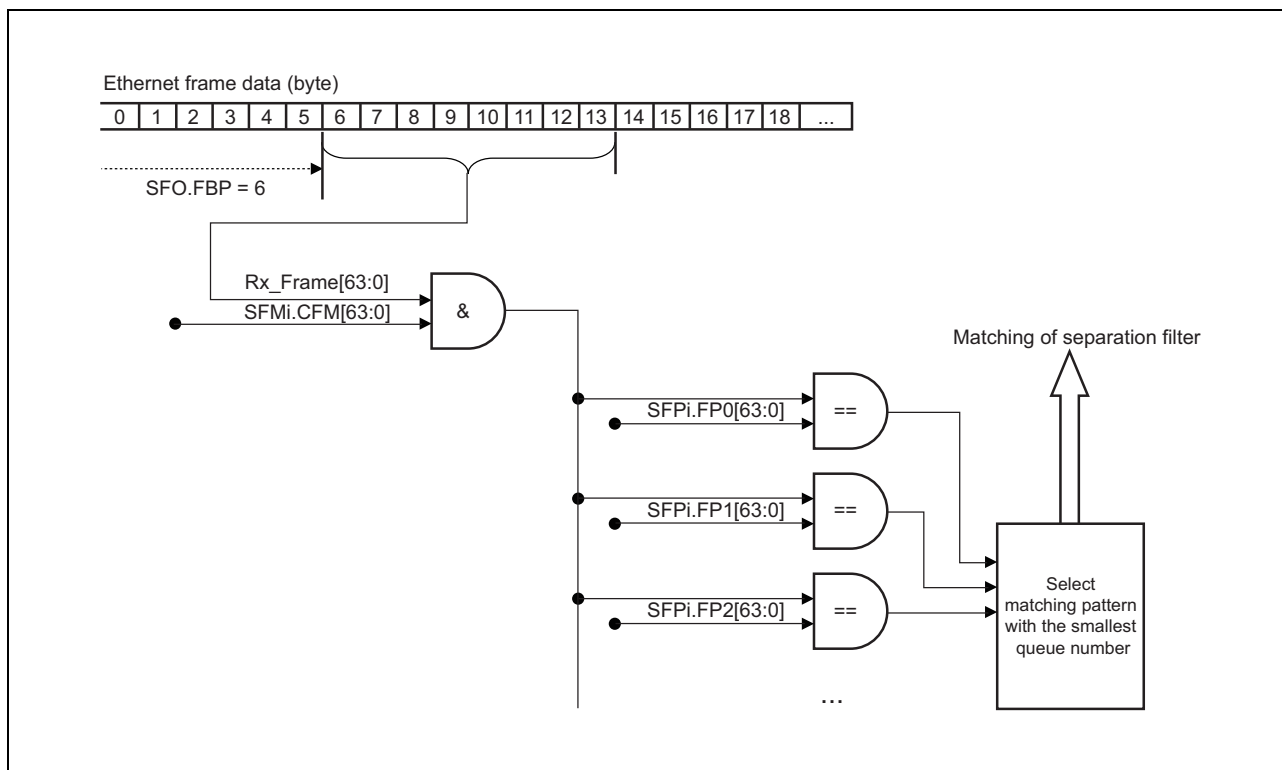 Ethernet frame data (byte)
0 1 2 3 4 5 6 7 8 9 10 11 12 13 14 15 16 17 18 ...
SFO.FBP = 6
Rx_Frame[63:0]
SFMi.CFM[63:0]
&
Matching of separation filter
SFPi.FP0[63:0]
==
SFPi.FP1[63:0]
==
SFPi.FP2[63:0]
==
Select
matching pattern
with the smallest
queue number
...